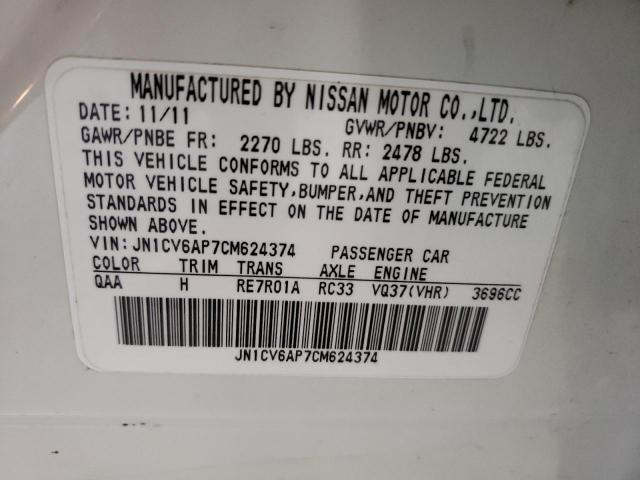 MANUFACTURED BY NISSAN MOTOR CO.,LTD.
DATE: 11/11 GVWR/PNBV: 4722 LBS.
GAWR/PNBE FR: 2270 LBS. RR: 2478 LBS.
THIS VEHICLE CONFORMS TO ALL APPLICABLE FEDERAL
MOTOR VEHICLE SAFETY,BUMPER,AND THEFT PREVENTION
STANDARDS IN EFFECT ON THE DATE OF MANUFACTURE
SHOWN ABOVE.
VIN:JN1CV6AP7CM624374 PASSENGER CAR
COLOR TRIM TRANS AXLE ENGINE
QAA H RE7R01A RC33 VQ37(VHR) 3696CC
JN1CV6AP7CM624374